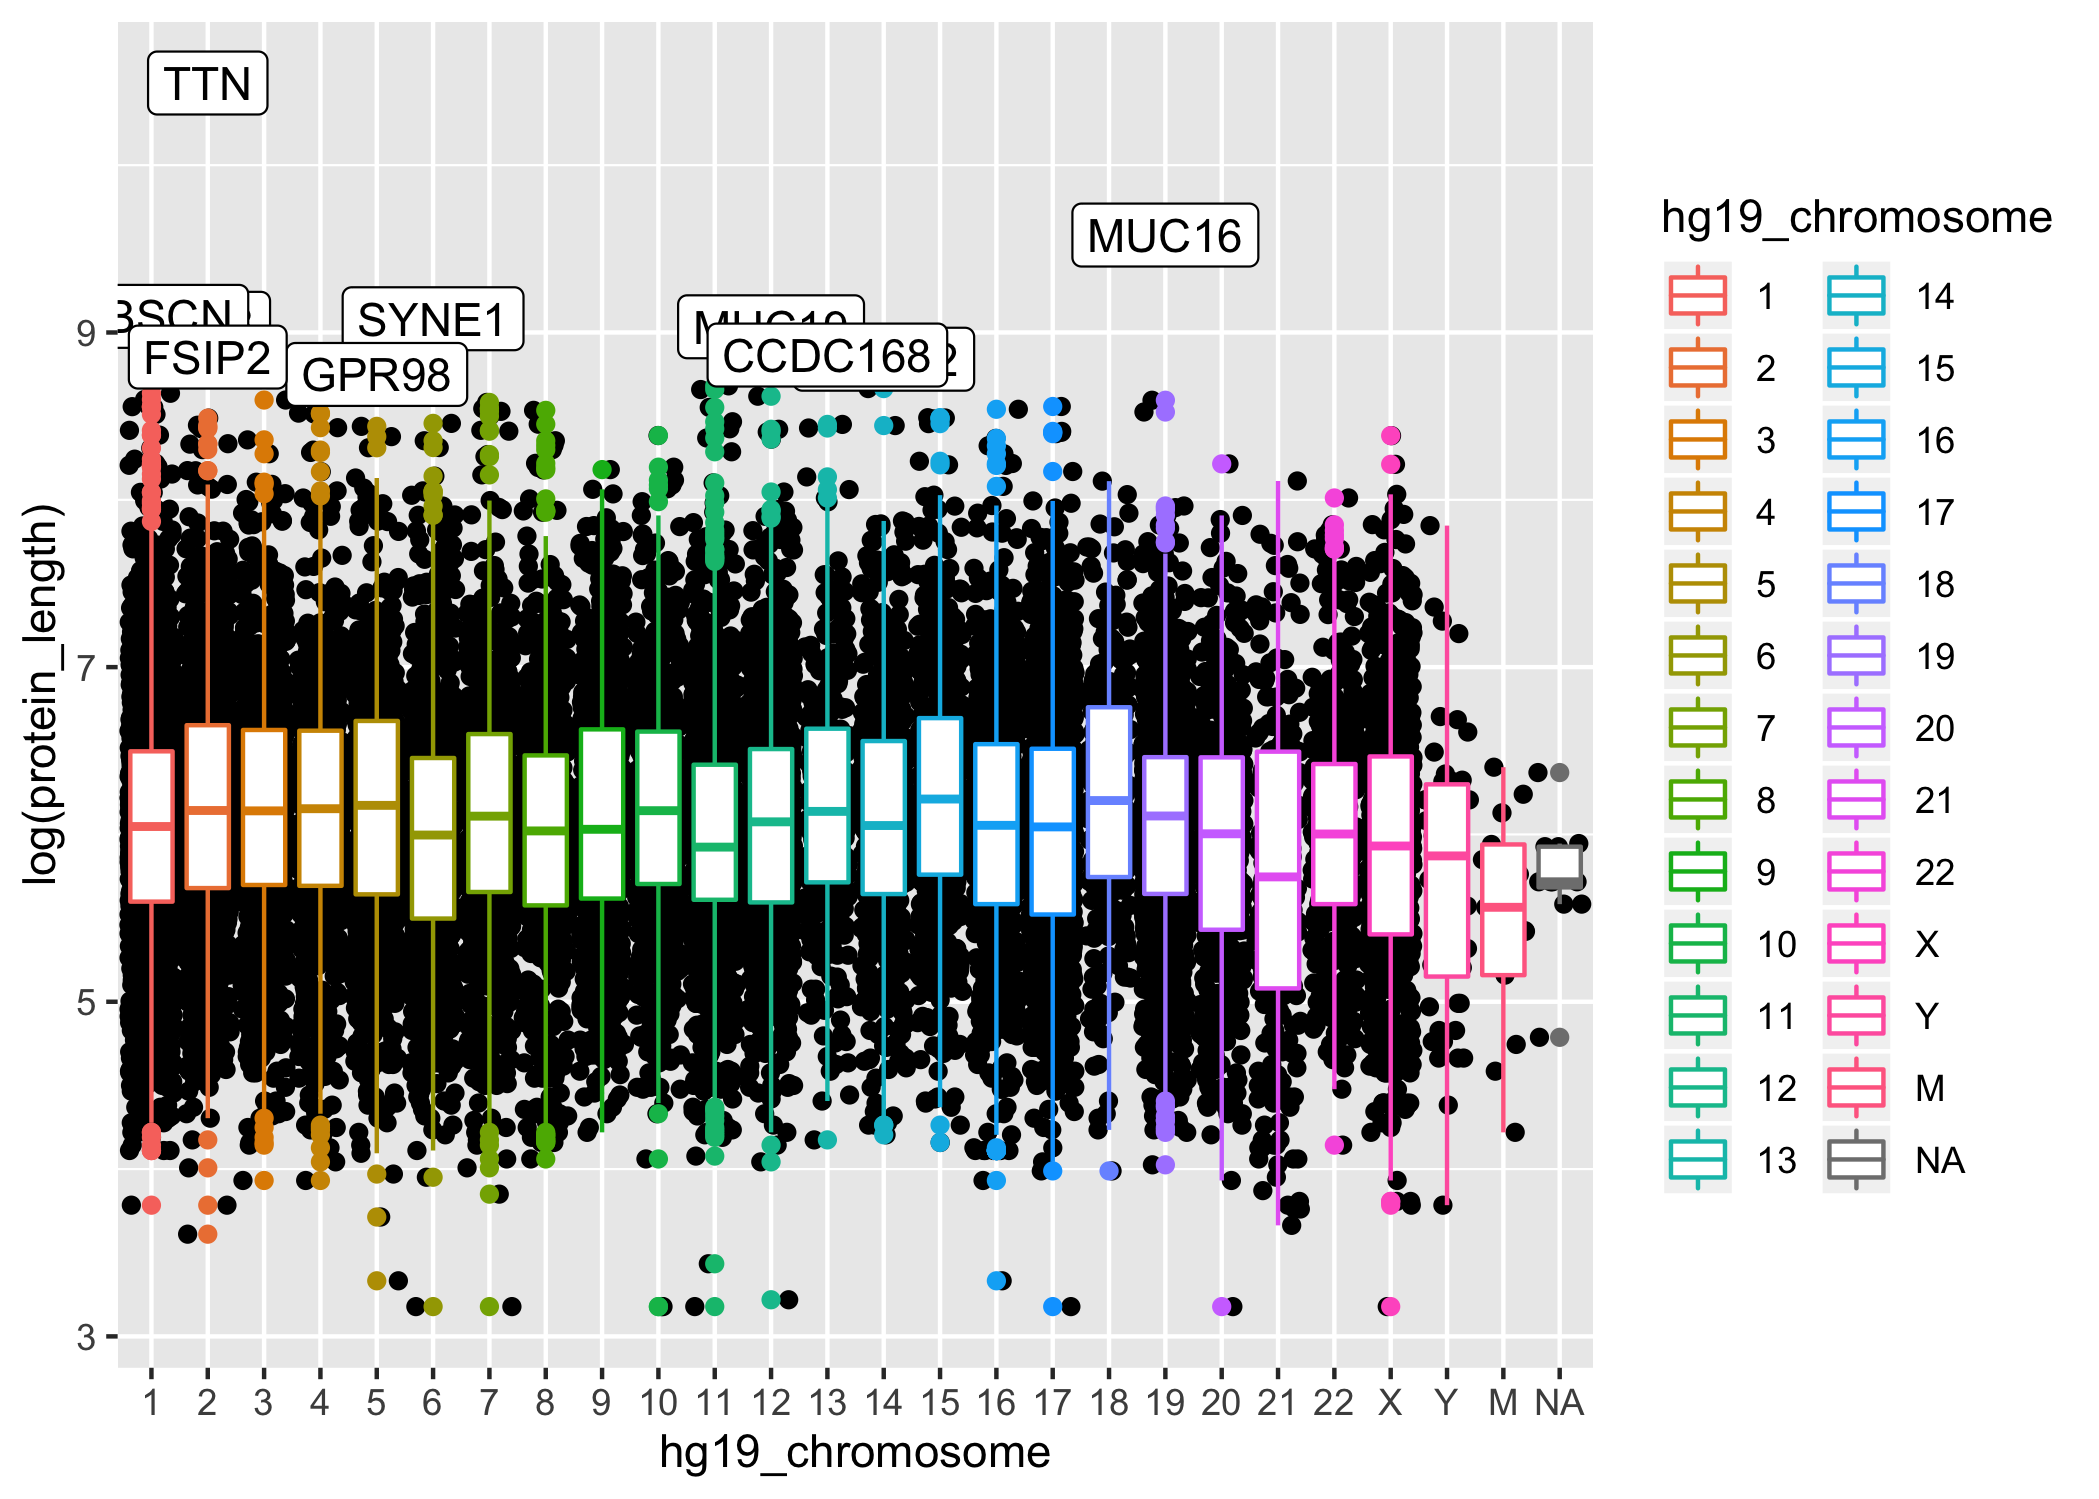 TTN
MUC16
BSCN
SYNE1
MUC19
FSIP2
CCDC168
2
GPR98
log(protein_length)
9
7
5
3
1 2 3 4 5 6 7 8 9 10 11 12 13 14 15 16 17 18 19 20 21 22 X Y M NA
hg19_chromosome
hg19_chromosome
1 14
2 15
3 16
4 17
5 18
6 19
7 20
8 21
9 22
10 X
11 Y
12 M
13 NA